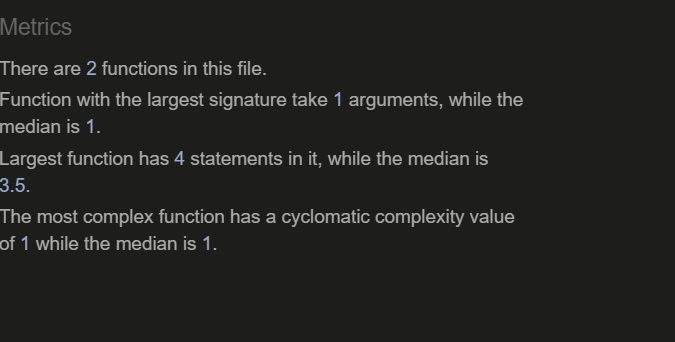 Metrics
There are 2 functions in this file.
Function with the largest signature take 1 arguments, while the
median is 1.
Largest function has 4 statements in it, while the median is
3.5.
The most complex function has a cyclomatic complexity value
of 1 while the median is 1.